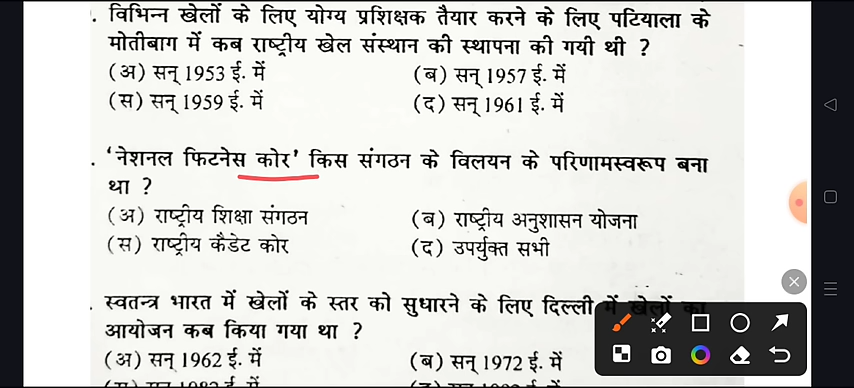 . विभिन्न खेलों के लिए योग्य प्रशिक्षक तैयार करने के लिए पटियाला के
मोतीबाग में कब राष्ट्रीय खेल संस्थान की स्थापना की गयी थी ?
(अ) सन् 1953 ई. में (ब) सन् 1957 ई. में
(स) सन् 1959 ई. में (द) सन् 1961 ई. में
. 'नेशनल फिटनेस कोर' किस संगठन के विलयन के परिणामस्वरूप बना
था ?
(अ) राष्ट्रीय शिक्षा संगठन (ब) राष्ट्रीय अनुशासन योजना
(स) राष्ट्रीय कैडेट कोर (द) उपर्युक्त सभी
. स्वतन्त्र भारत में खेलों के स्तर को सुधारने के लिए दिल्ली में खेलों का
आयोजन कब किया गया था ?
(अ) सन् 1962 ई. में (ब) सन् 1972 ई. में